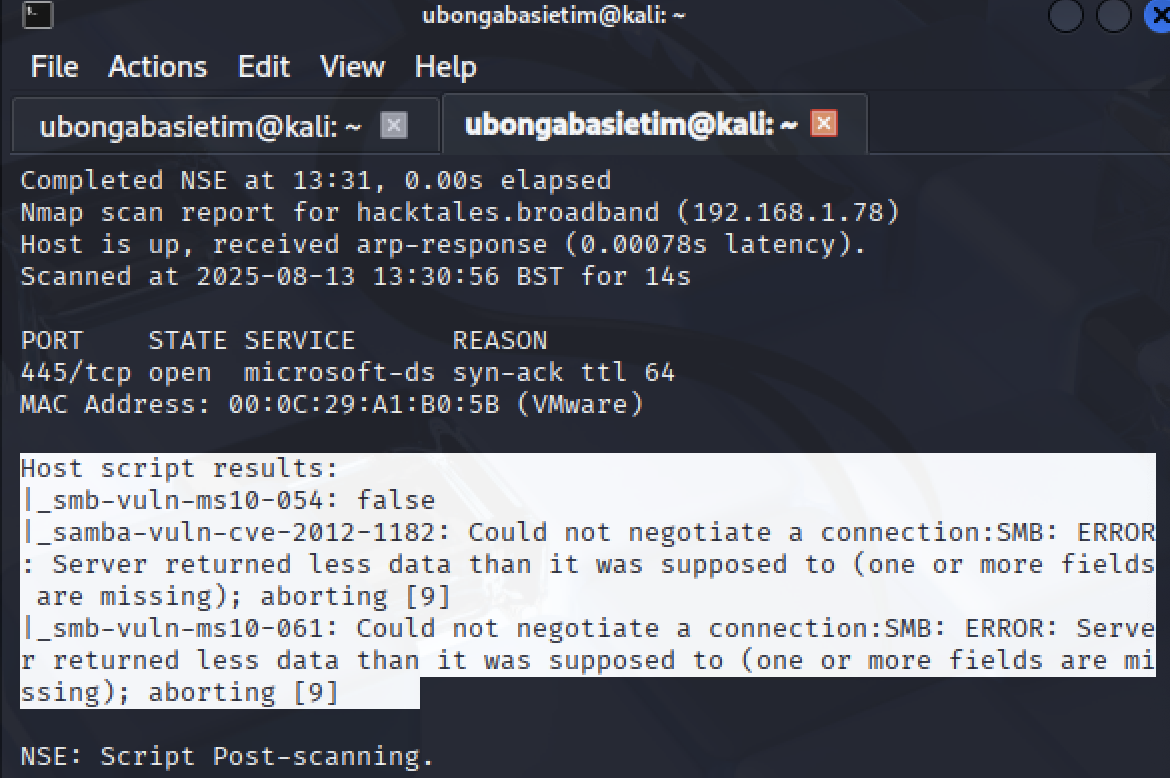 ubongabasietim@kali: ~
File Actions Edit View Help
ubongabasietim@kali: ~ ubongabasietim@kali: ~
Completed NSE at 13:31, 0.00s elapsed
Nmap scan report for hacktales.broadband (192.168.1.78)
Host is up, received arp-response (0.00078s latency).
Scanned at 2025-08-13 13:30:56 BST for 14s
PORT    STATE SERVICE      REASON
445/tcp open  microsoft-ds syn-ack ttl 64
MAC Address: 00:0C:29:A1:B0:5B (VMware)
Host script results:
|_smb-vuln-ms10-054: false
|_samba-vuln-cve-2012-1182: Could not negotiate a connection:SMB: ERROR
: Server returned less data than it was supposed to (one or more fields
 are missing); aborting [9]
|_smb-vuln-ms10-061: Could not negotiate a connection:SMB: ERROR: Serve
r returned less data than it was supposed to (one or more fields are mi
ssing); aborting [9]
NSE: Script Post-scanning.